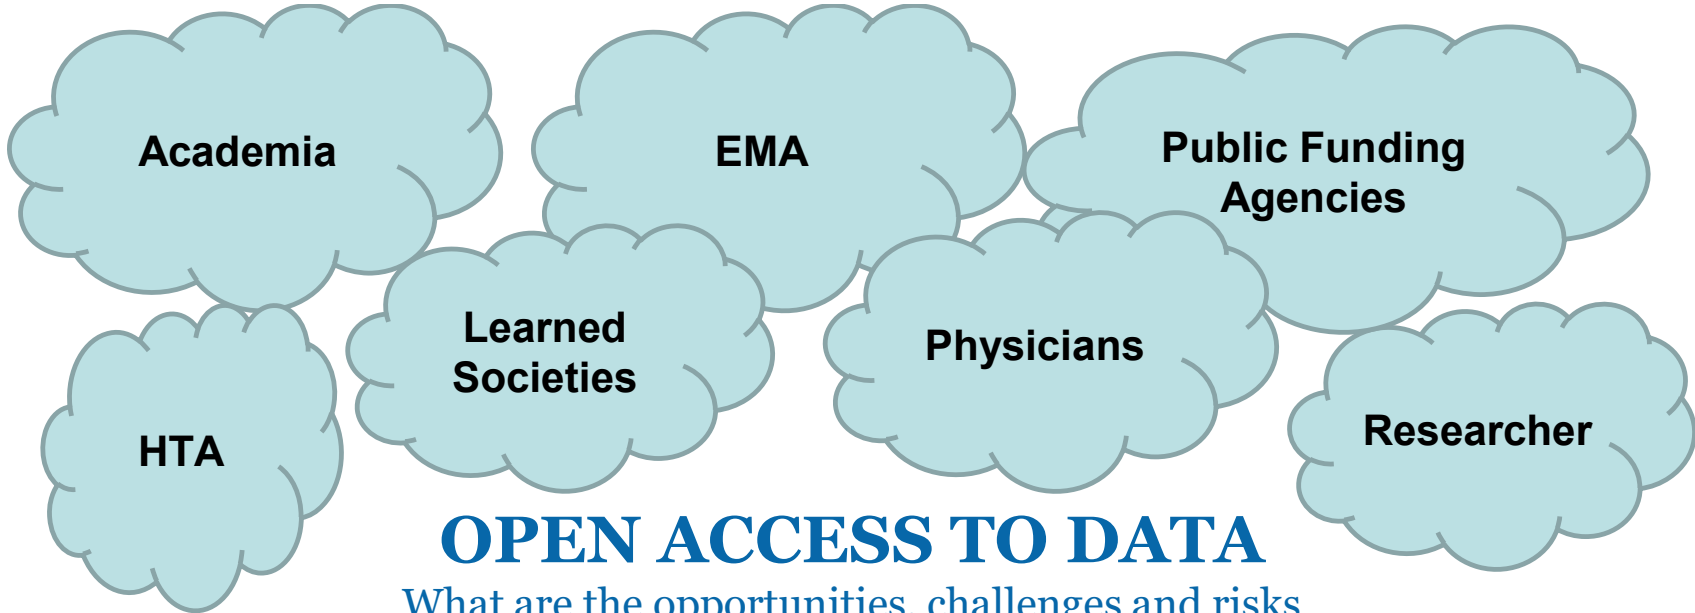 Academia
EMA
Public Funding
Agencies
Learned
Societies
Physicians
HTA
Researcher
OPEN ACCESS TO DATA
What are the opportunities, challenges and risks